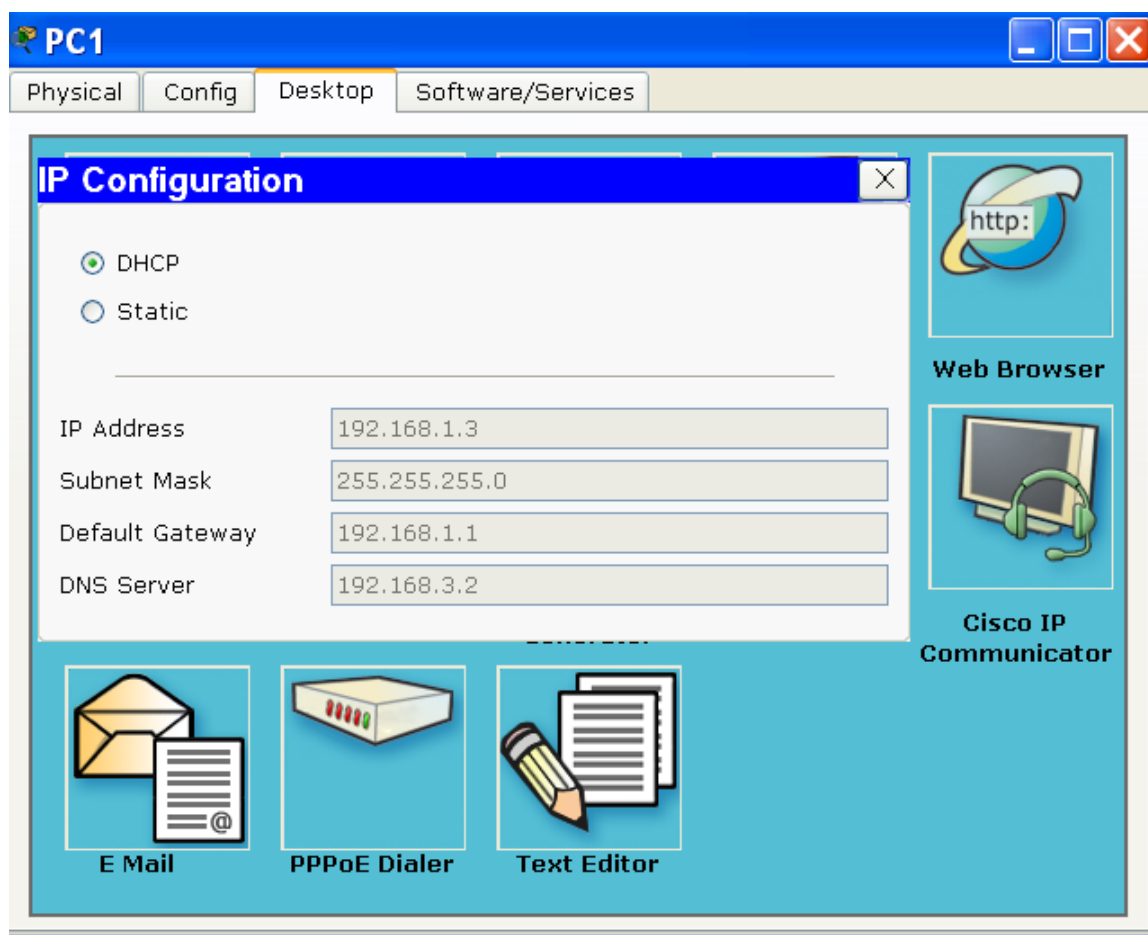 PC1
Physical
Config
Desktop
Software/Services
IP Configuration
DHCP
Static
IP Address
192.168.1.3
Subnet Mask
255.255.255.0
Default Gateway
192.168.1.1
DNS Server
192.168.3.2
http:
Web Browser
Cisco IP
Communicator
@
E Mail
PPPoE Dialer
Text Editor